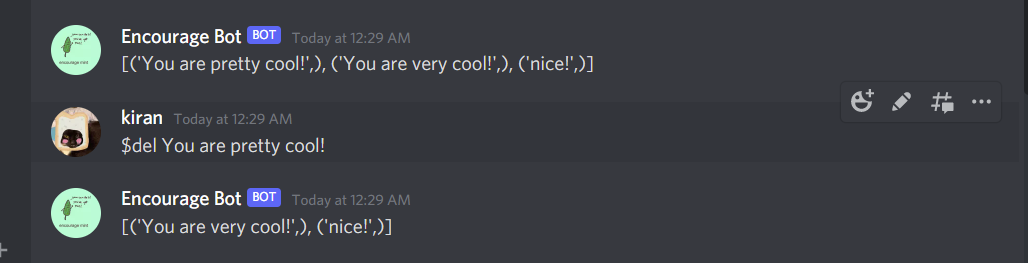 Encourage Bot BOT Today at 12:29 AM
[('You are pretty cool!',), ('You are very cool!',), ('nice!',)]
kiran Today at 12:29 AM
$del You are pretty cool!
Encourage Bot BOT Today at 12:29 AM
[('You are very cool!',), ('nice!',)]